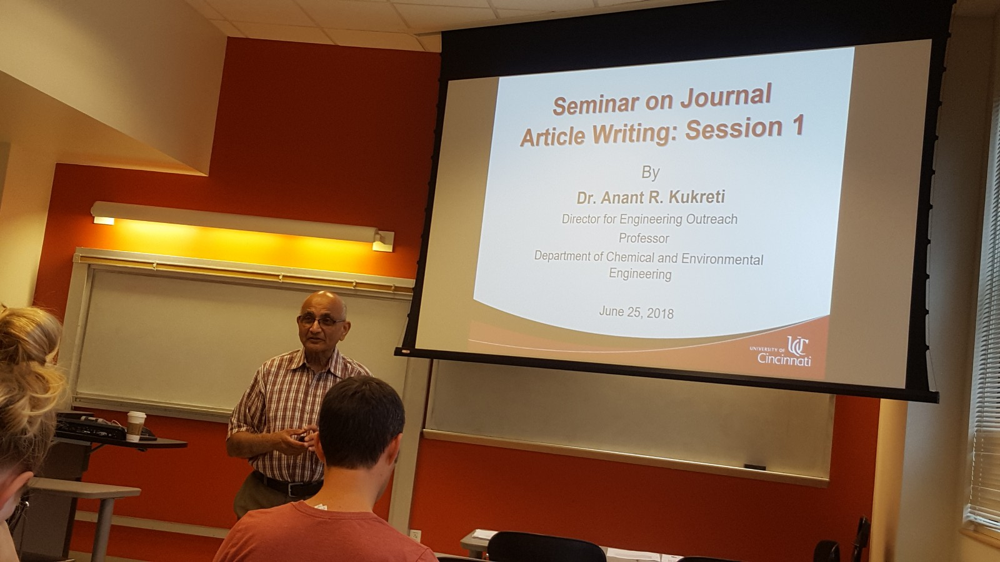 Seminar on Journal
Article Writing: Session 1
By
Dr. Anant R. Kukreti
Director for Engineering Outreach
Professor
Department of Chemical and Environmental
Engineering
June 25, 2018
UNIVERSITY OF
UC
Cincinnati